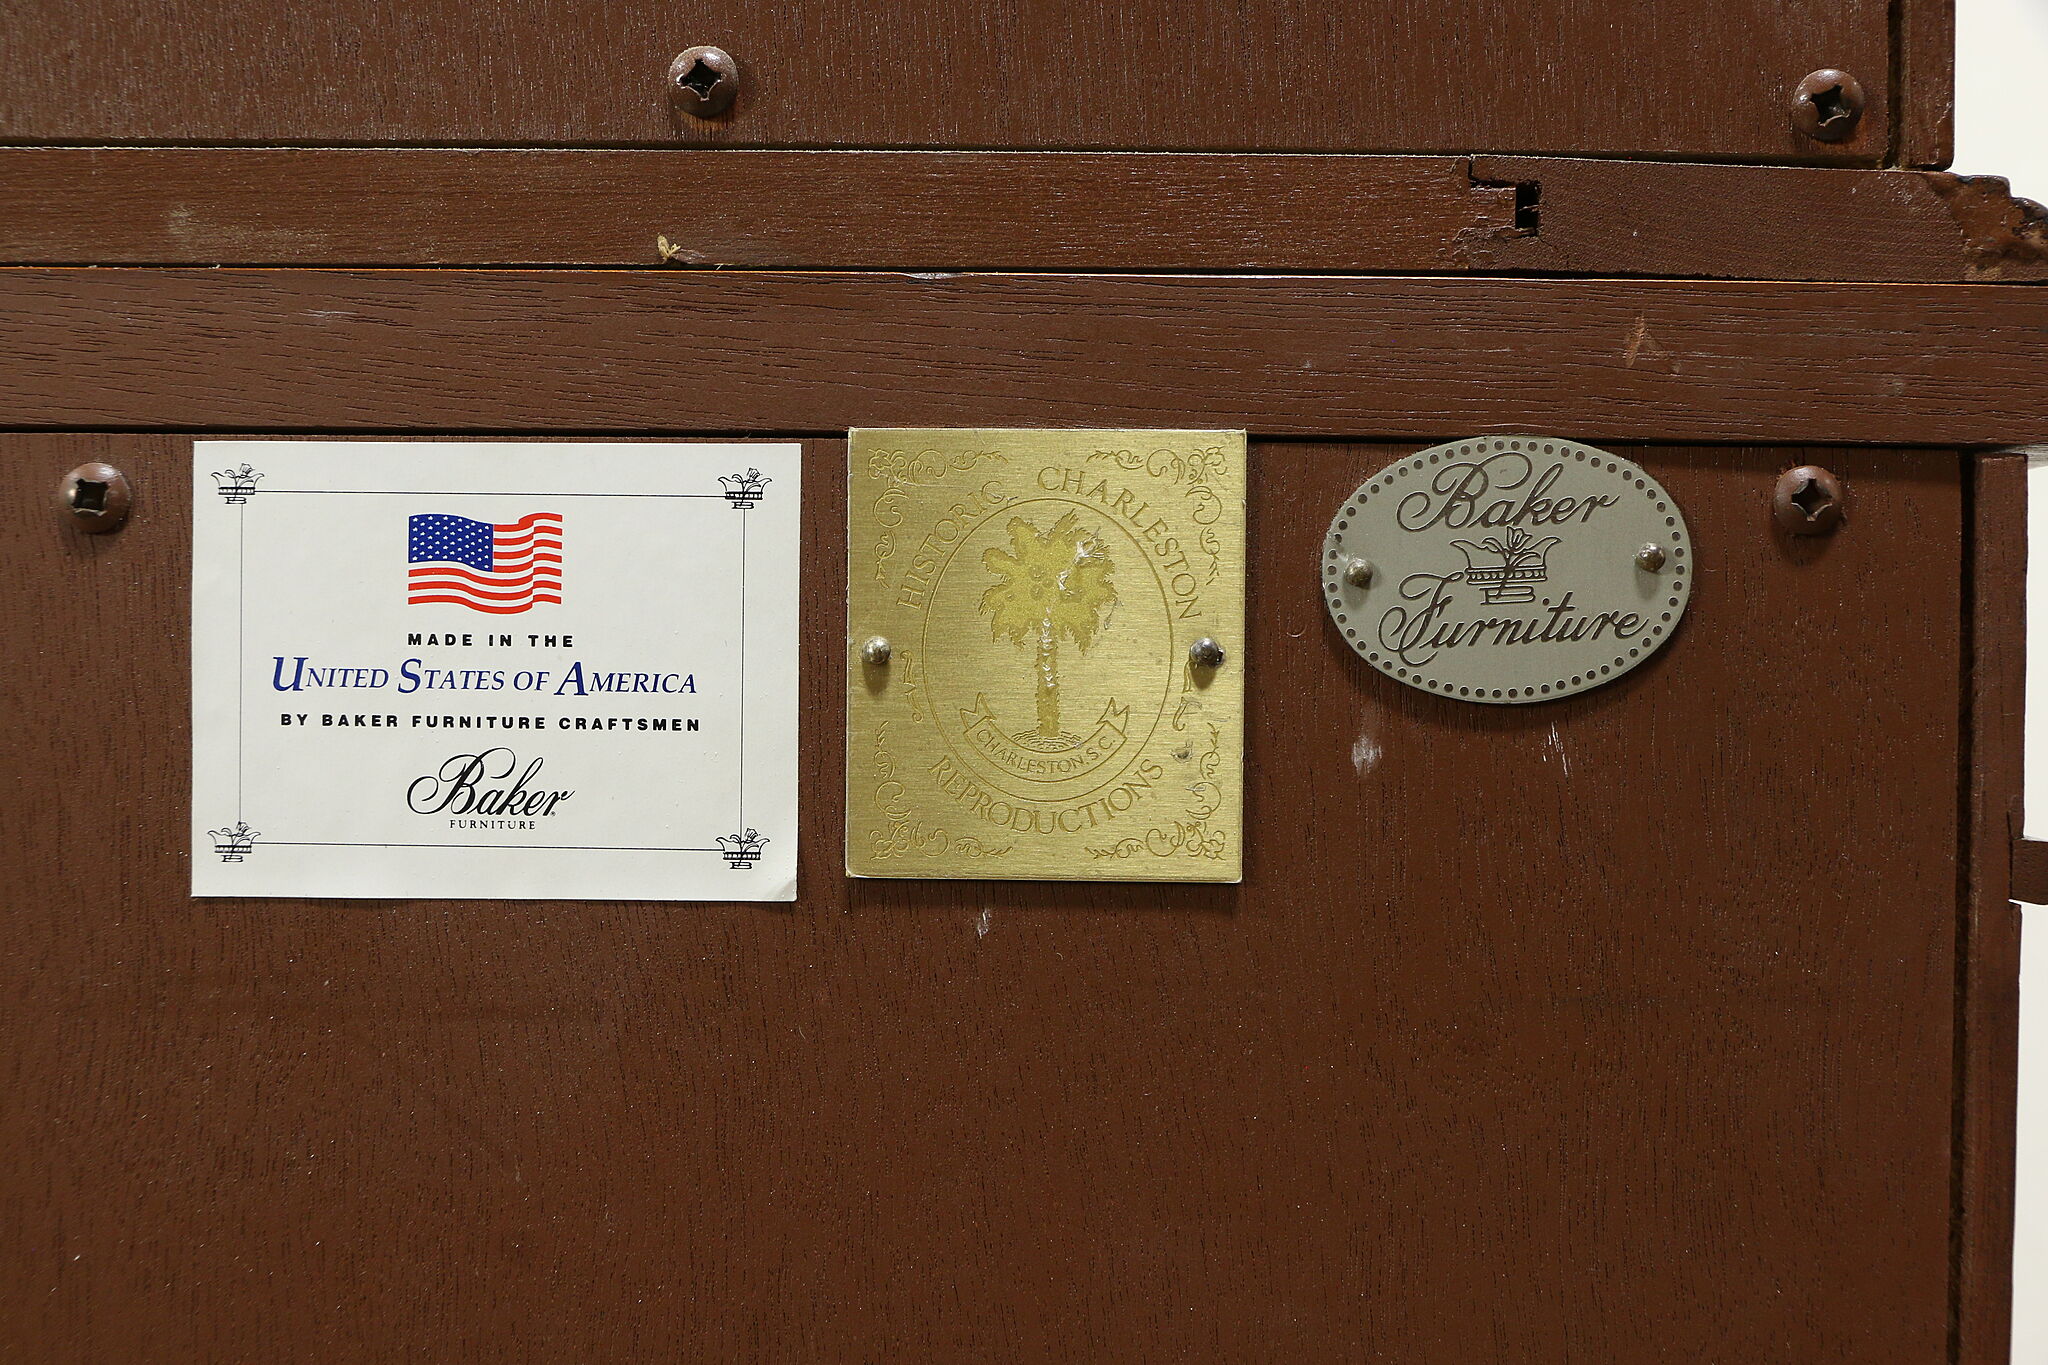 MADE IN THE
UNITED STATES OF AMERICA
BY BAKER FURNITURE CRAFTSMEN
Baker
FURNITURE
HISTORIC CHARLESTON
CHARLESTON, S.C.
REPRODUCTIONS
Baker
Furniture